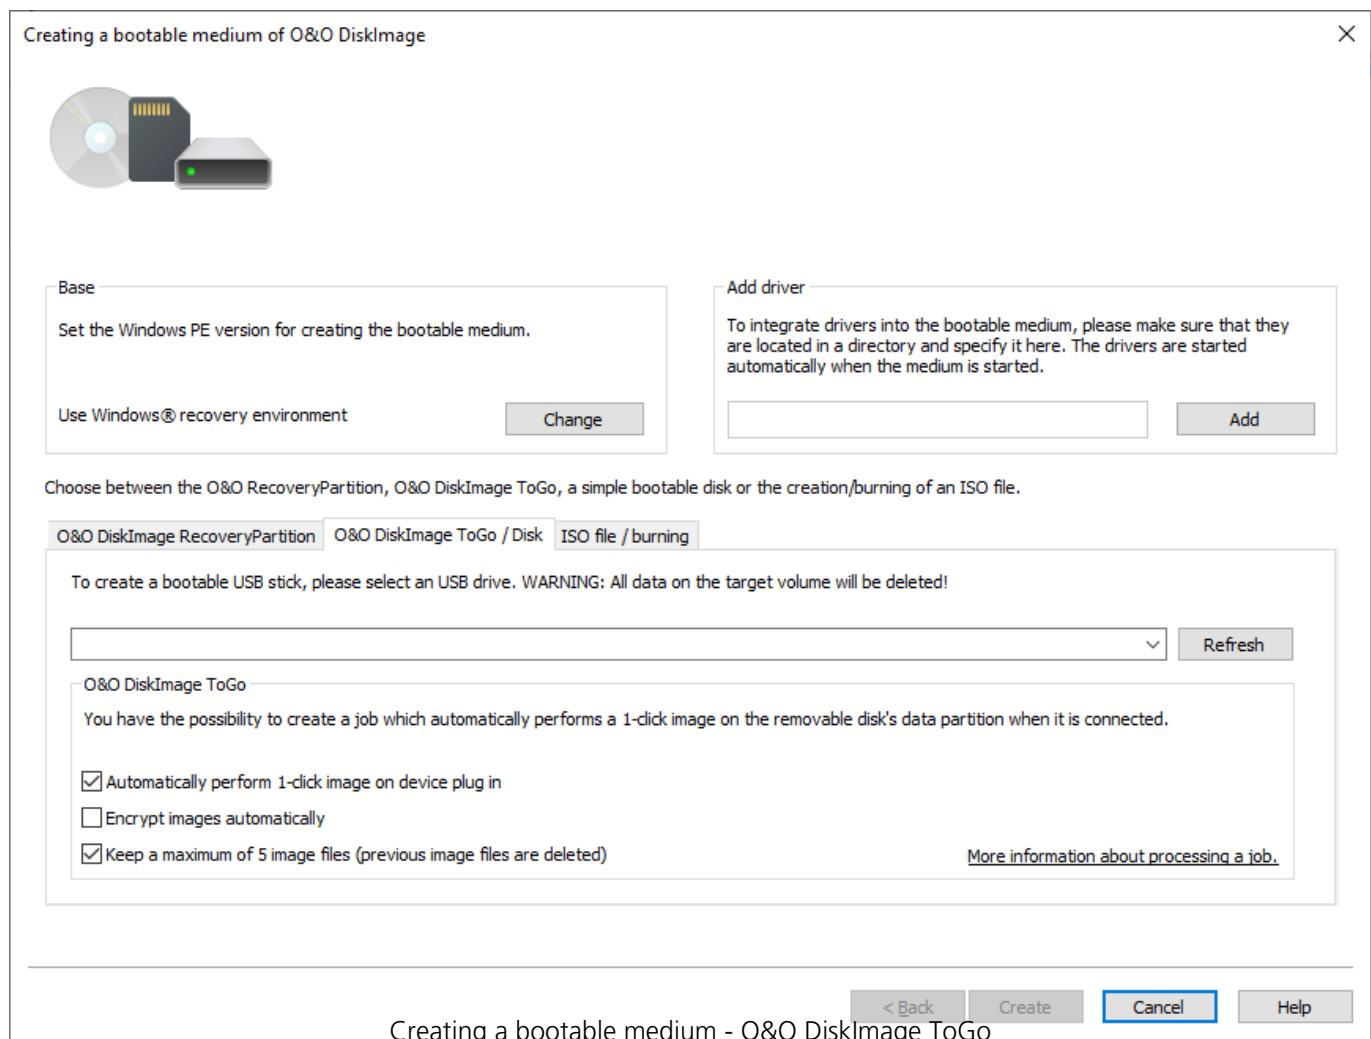 Creating a bootable medium of O&O DiskImage
Base
Set the Windows PE version for creating the bootable medium.
Use Windows® recovery environment
Change
Add driver
To integrate drivers into the bootable medium, please make sure that they
are located in a directory and specify it here. The drivers are started
automatically when the medium is started.
Add
Choose between the O&O RecoveryPartition, O&O DiskImage ToGo, a simple bootable disk or the creation/burning of an ISO file.
O&O DiskImage RecoveryPartition
O&O DiskImage ToGo / Disk
ISO file / burning
To create a bootable USB stick, please select an USB drive. WARNING: All data on the target volume will be deleted!
Refresh
O&O DiskImage ToGo
You have the possibility to create a job which automatically performs a 1-click image on the removable disk's data partition when it is connected.
Automatically perform 1-click image on device plug in
Encrypt images automatically
Keep a maximum of 5 image files (previous image files are deleted)
More information about processing a job.
< Back
Create
Cancel
Help
Creating a bootable medium - O&O DiskImage ToGo